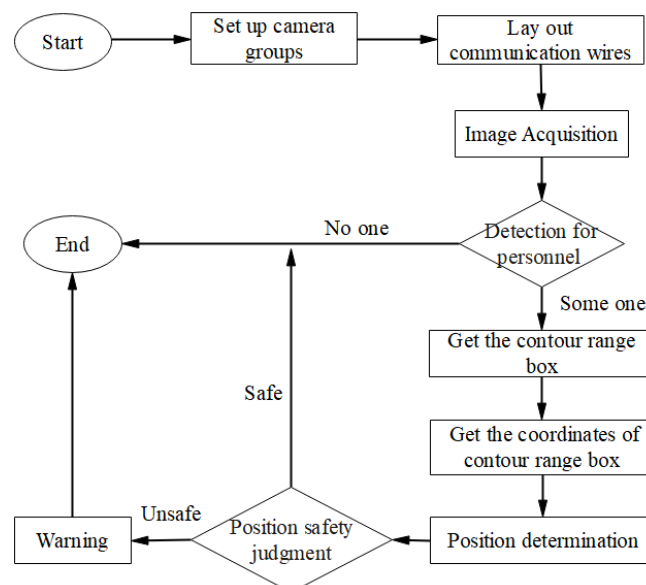 Start
Set up camera
groups
Lay out
communication wires
Image Acquisition
Detection for
personnel
No one
End
Some one
Get the contour range
box
Safe
Get the coordinates of
contour range box
Position determination
Position safety
judgment
Unsafe
Warning